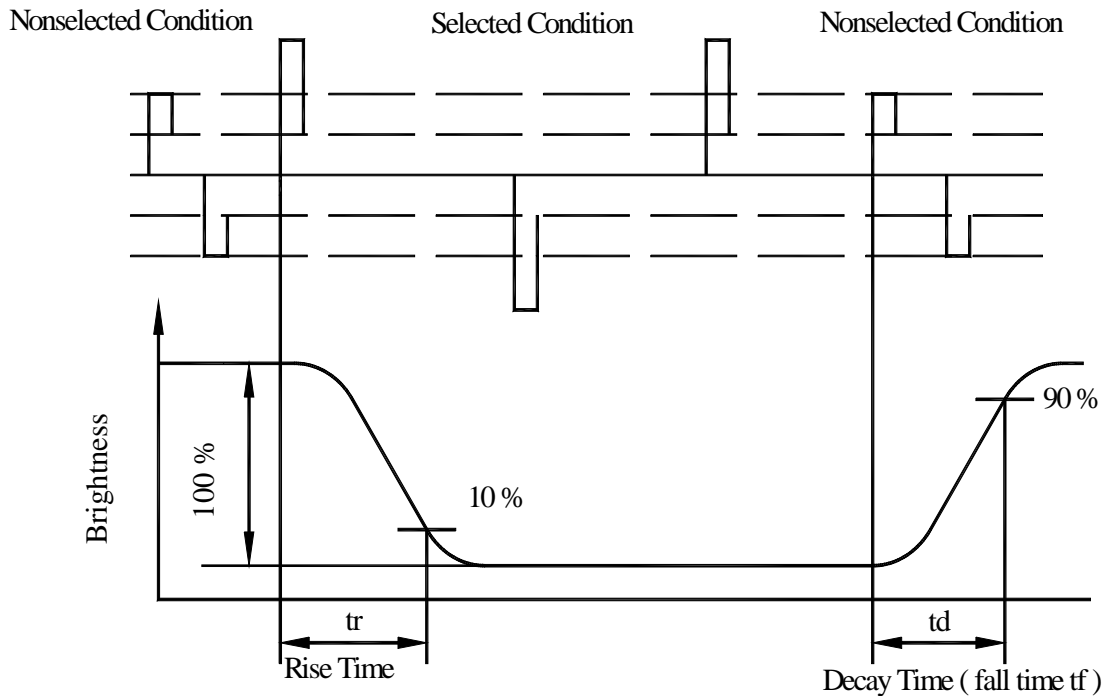 Nonselected Condition
Selected Condition
Nonselected Condition
Brightness
100 %
10 %
90 %
tr
Rise Time
td
Decay Time ( fall time tf )